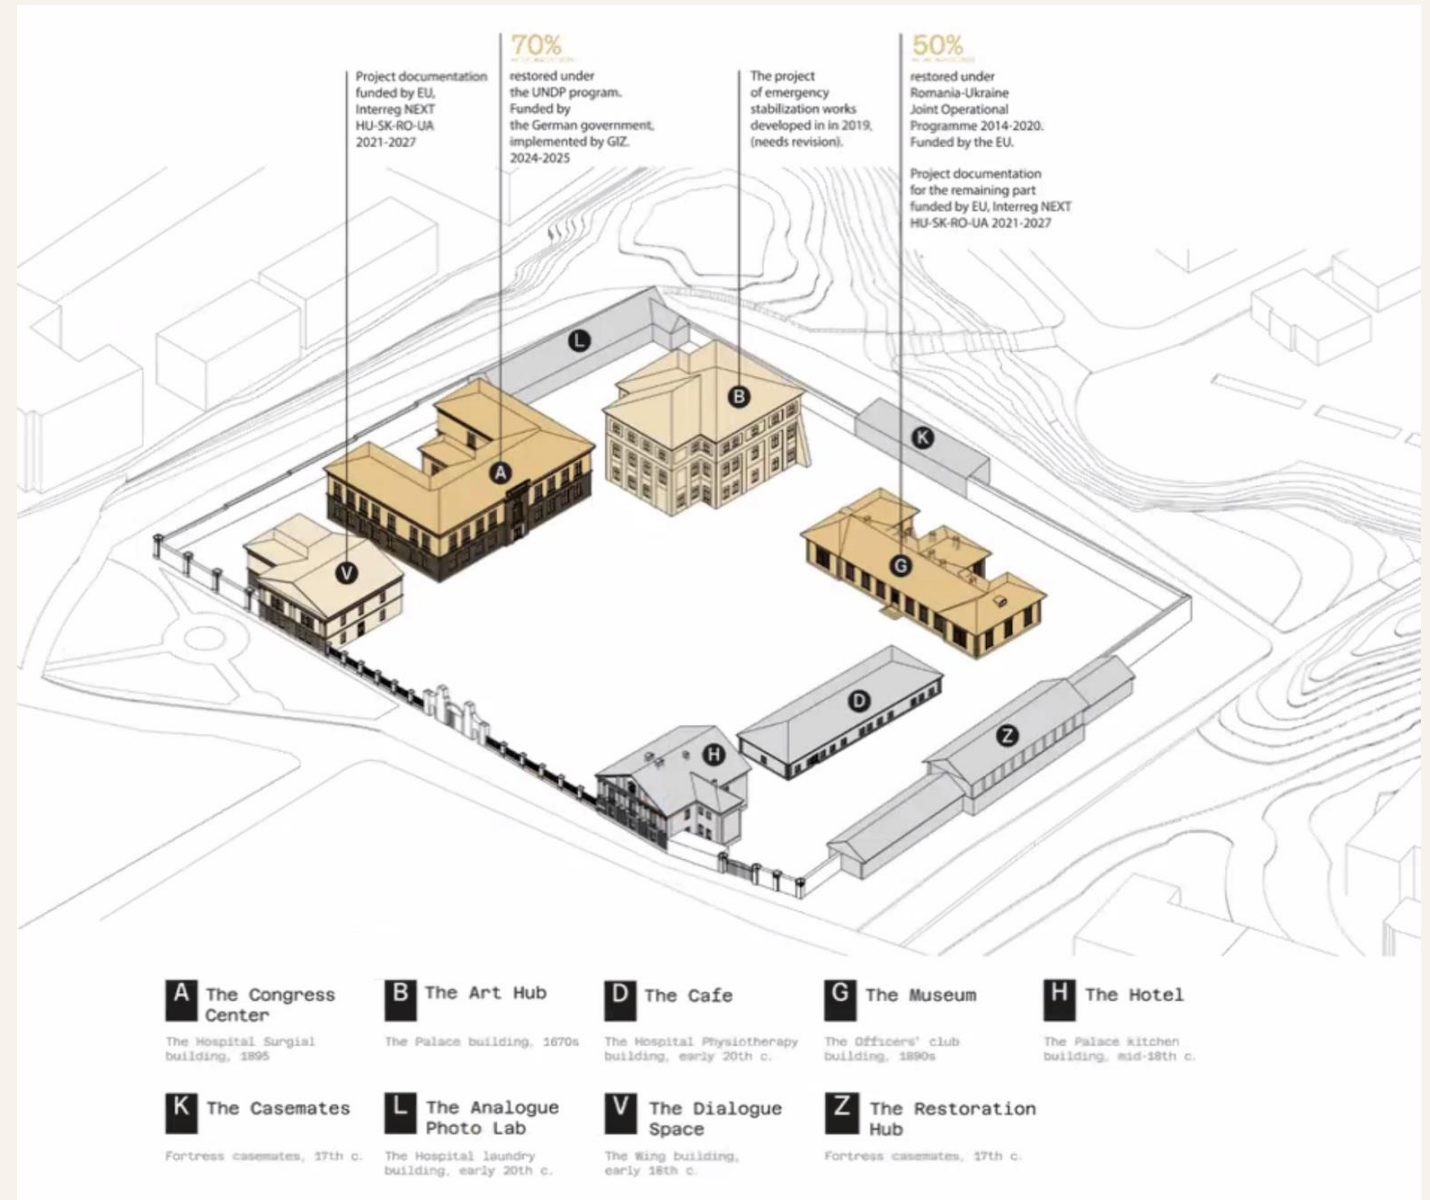 Project documentation
funded by EU,
Interreg NEXT
HU-SK-RO-UA
2021-2027
70%
restored under
the UNDP program.
Funded by
the German government,
implemented by GIZ.
2024-2025
The project
of emergency
stabilization works
developed in in 2019,
(needs revision).
50%
restored under
Romania-Ukraine
Joint Operational
Programme 2014-2020.
Funded by the EU.
Project documentation
for the remaining part
funded by EU, Interreg NEXT
HU-SK-RO-UA 2021-2027
L
B
K
A
V
G
D
H
Z
A The Congress
Center
The Hospital Surgial
building, 1895
B The Art Hub
The Palace building, 1670s
D The Cafe
The Hospital Physiotherapy
building, early 20th c.
G The Museum
The Officers' club
building, 1890s
H The Hotel
The Palace kitchen
building, mid-18th c.
K The Casemates
Fortress casemates, 17th c.
L The Analogue
Photo Lab
The Hospital laundry
building, early 20th c.
V The Dialogue
Space
The Wing building,
early 18th c.
Z The Restoration
Hub
Fortress casemates, 17th c.